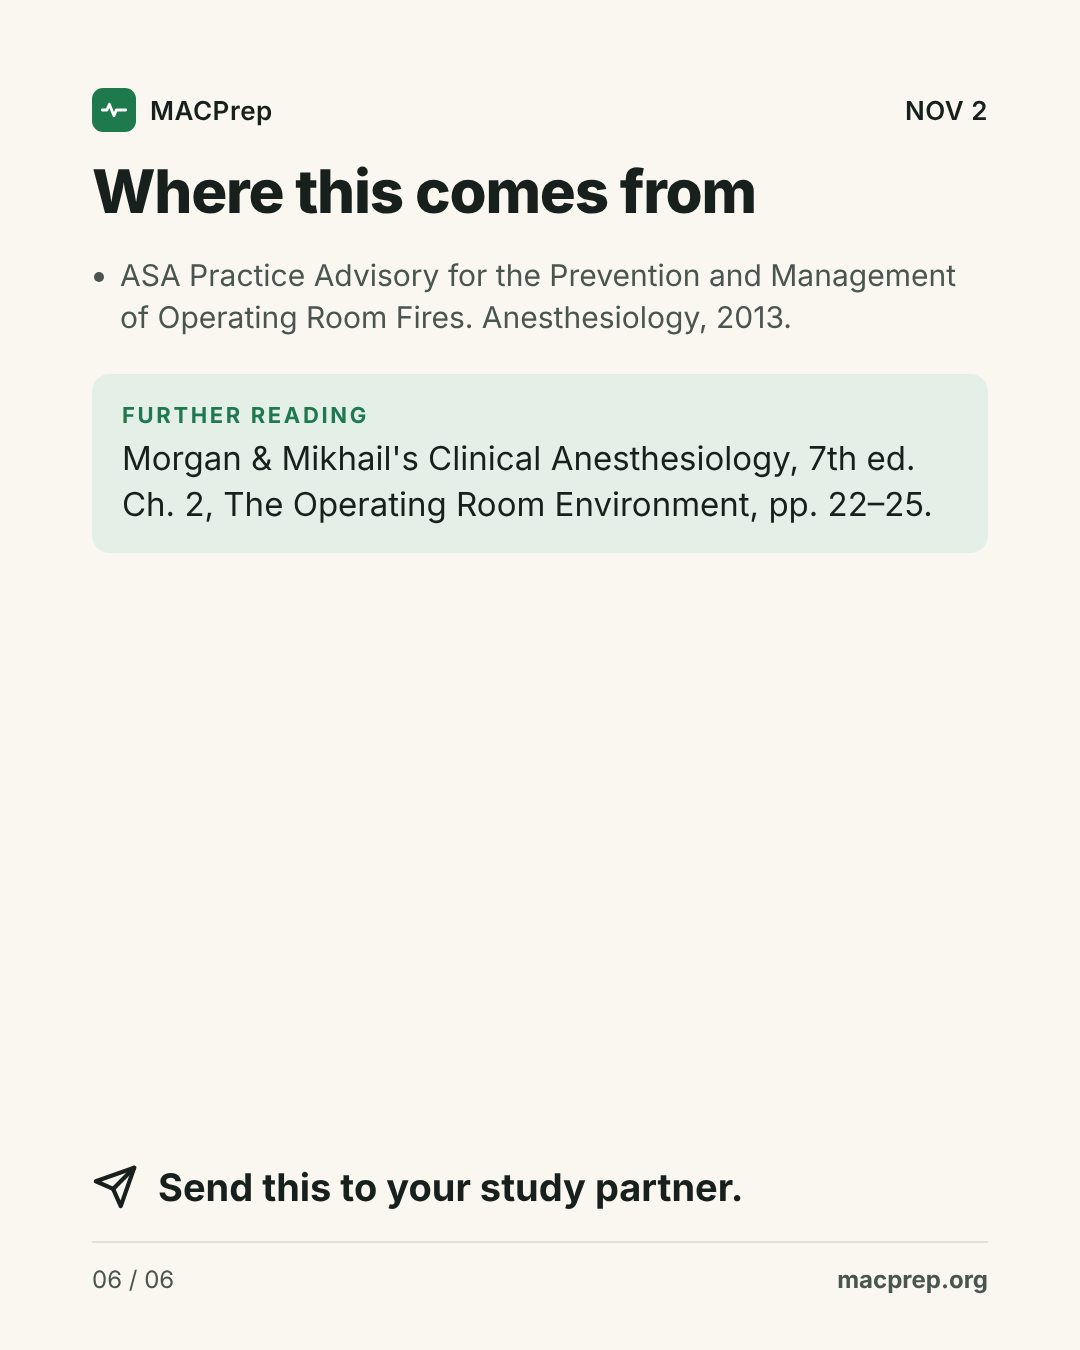 MACPrep
NOV 2
Where this comes from
• ASA Practice Advisory for the Prevention and Management
of Operating Room Fires. Anesthesiology, 2013.
FURTHER READING
Morgan & Mikhail's Clinical Anesthesiology, 7th ed.
Ch. 2, The Operating Room Environment, pp. 22–25.
Send this to your study partner.
06 / 06
macprep.org